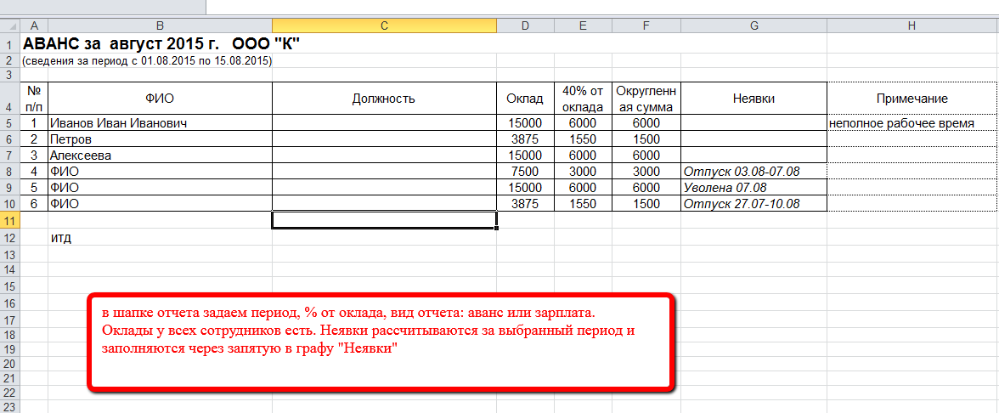 A B C D E F G H
1 АВАНС за август 2015 г. ООО "К"
2 (сведения за период с 01.08.2015 по 15.08.2015)
3
4 № п/п ФИО Должность Оклад 40% от оклада Округленн ая сумма Неявки Примечание
5 1 Иванов Иван Иванович 15000 6000 6000 неполное рабочее время
6 2 Петров 3875 1550 1500
7 3 Алексеева 15000 6000 6000
8 4 ФИО 7500 3000 3000 Отпуск 03.08-07.08
9 5 ФИО 15000 6000 6000 Уволена 07.08
10 6 ФИО 3875 1550 1500 Отпуск 27.07-10.08
11
12 итд
13
14
15
16
17
18
19
20
21
22
23
в шапке отчета задаем период, % от оклада, вид отчета: аванс или зарплата.
Оклады у всех сотрудников есть. Неявки рассчитываются за выбранный период и
заполняются через запятую в графу "Неявки"